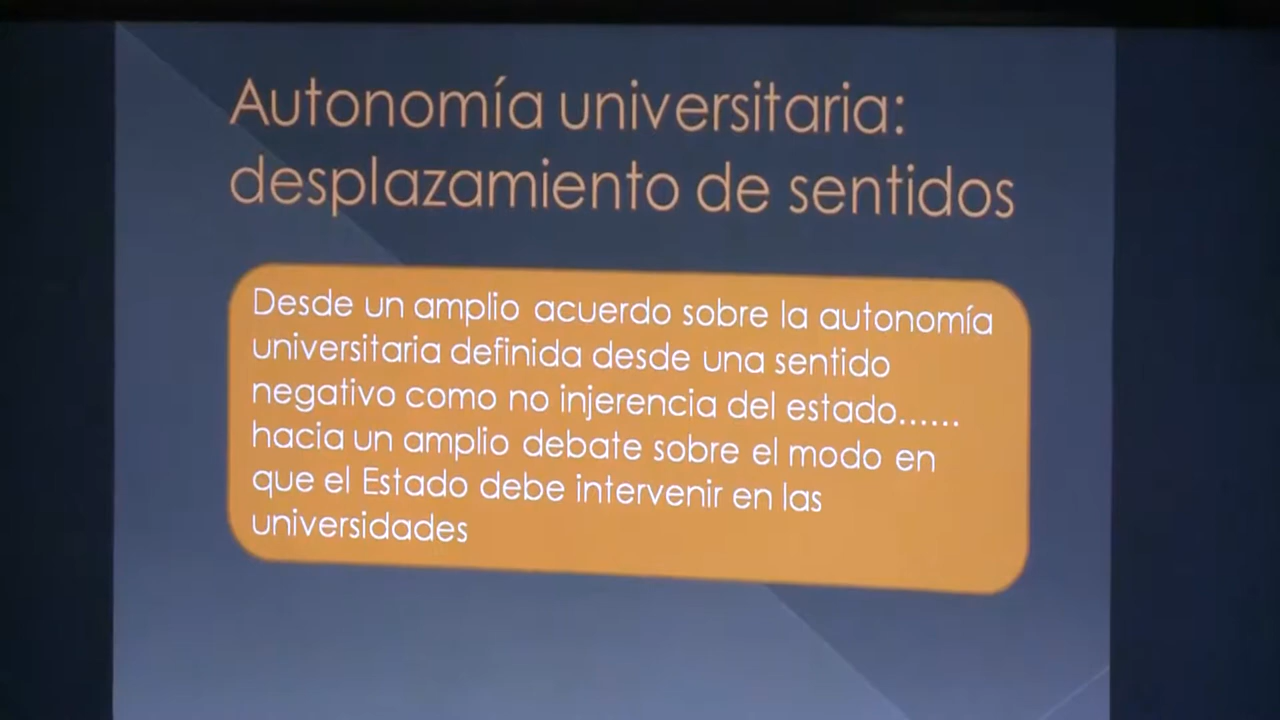 Autonomía universitaria:
desplazamiento de sentidos
Desde un amplio acuerdo sobre la autonomía
universitaria definida desde una sentido
negativo como no injerencia del estado......
hacia un amplio debate sobre el modo en
que el Estado debe intervenir en las
universidades